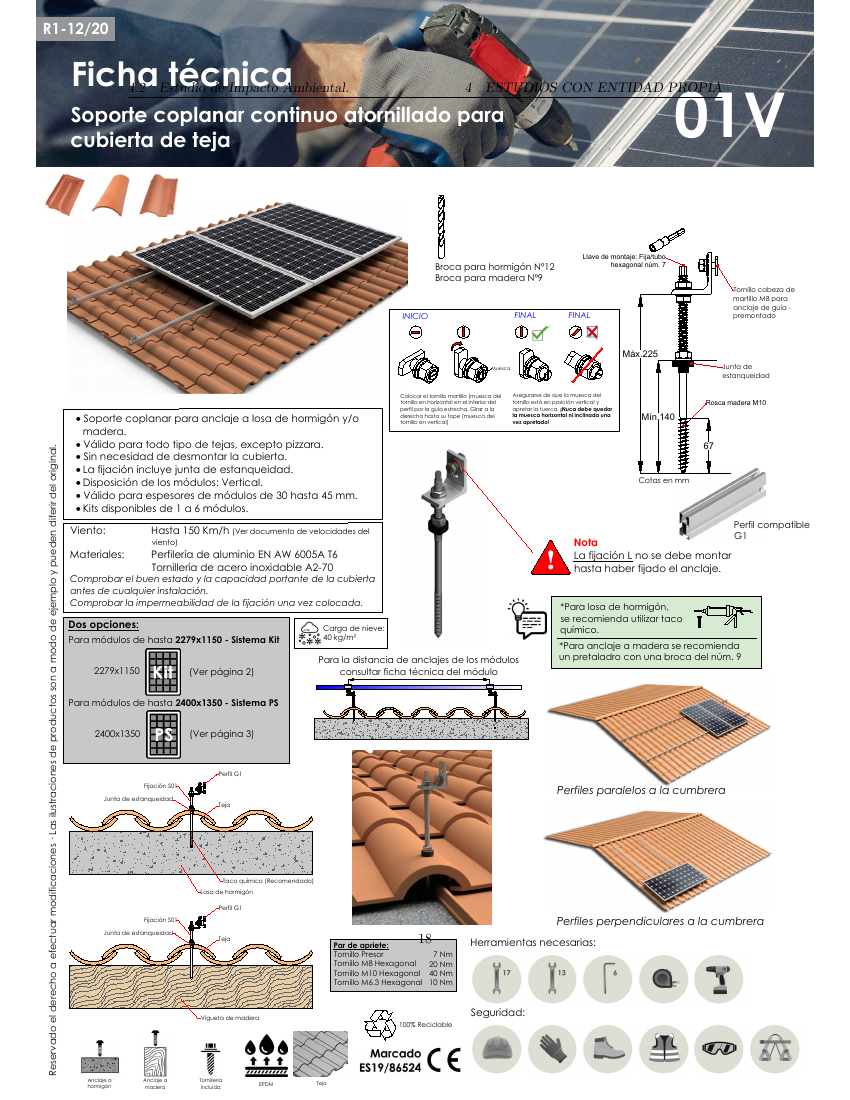 R1-12/20
Ficha técnica
4.2 Estudio de Impacto Ambiental.
4 ESTUDIOS CON ENTIDAD PROPIA
Soporte coplanar continuo atornillado para
cubierta de teja
01V
Broca para hormigón Nº12
Broca para madera Nº9
Llave de montaje: Fija/tubo
hexagonal núm. 7
Tornillo cabeza de
martillo M8 para
anclaje de guía -
premontado
Máx.225
Junta de
estanqueidad
Rosca madera M10
Mín.140
67
Cotas en mm
INICIO
FINAL
FINAL
Muesca
Colocar el tornillo martillo (muesca del
tornillo en horizontal en el interior del
perfil por la guía estrecha. Girar a la
derecha hasta su tope (muesca del
tornillo en vertical)
Asegurarse de que la muesca del
tornillo está en posición vertical y
apretar la tuerca. ¡Nuca debe quedar
la muesca horizontal ni inclinada una
vez apretado!
• Soporte coplanar para anclaje a losa de hormigón y/o
madera.
• Válido para todo tipo de tejas, excepto pizarra.
• Sin necesidad de desmontar la cubierta.
• La fijación incluye junta de estanqueidad.
• Disposición de los módulos: Vertical.
• Válido para espesores de módulos de 30 hasta 45 mm.
• Kits disponibles de 1 a 6 módulos.
Viento: Hasta 150 Km/h (Ver documento de velocidades del
viento)
Materiales: Perfilería de aluminio EN AW 6005A T6
Tornillería de acero inoxidable A2-70
Comprobar el buen estado y la capacidad portante de la cubierta
antes de cualquier instalación.
Comprobar la impermeabilidad de la fijación una vez colocada.
Perfil compatible
G1
Nota
La fijación L no se debe montar
hasta haber fijado el anclaje.
*Para losa de hormigón,
se recomienda utilizar taco
químico.
*Para anclaje a madera se recomienda
un pretaladro con una broca del núm. 9
Dos opciones:
Para módulos de hasta 2279x1150 - Sistema Kit
2279x1150
Kit
(Ver página 2)
Para módulos de hasta 2400x1350 - Sistema PS
2400x1350
PS
(Ver página 3)
Carga de nieve:
40 kg/m²
Para la distancia de anclajes de los módulos
consultar ficha técnica del módulo
Perfiles paralelos a la cumbrera
Perfiles perpendiculares a la cumbrera
Perfil G1
Fijación S01
Junta de estanqueidad
Teja
Taco químico (Recomendado)
Losa de hormigón
Perfil G1
Fijación S01
Junta de estanqueidad
Teja
Vigueta de madera
18
Par de apriete:
Tornillo Presor 7 Nm
Tornillo M8 Hexagonal 20 Nm
Tornillo M10 Hexagonal 40 Nm
Tornillo M6.3 Hexagonal 10 Nm
Herramientas necesarias:
17
13
6
Seguridad:
100% Reciclable
Marcado
ES19/86524
CE
Anclaje a
hormigón
Anclaje a
madera
Tornillería
incluida
EPDM
Teja
Reservado el derecho a efectuar modificaciones · Las ilustraciones de productos son a modo de ejemplo y pueden diferir del original.